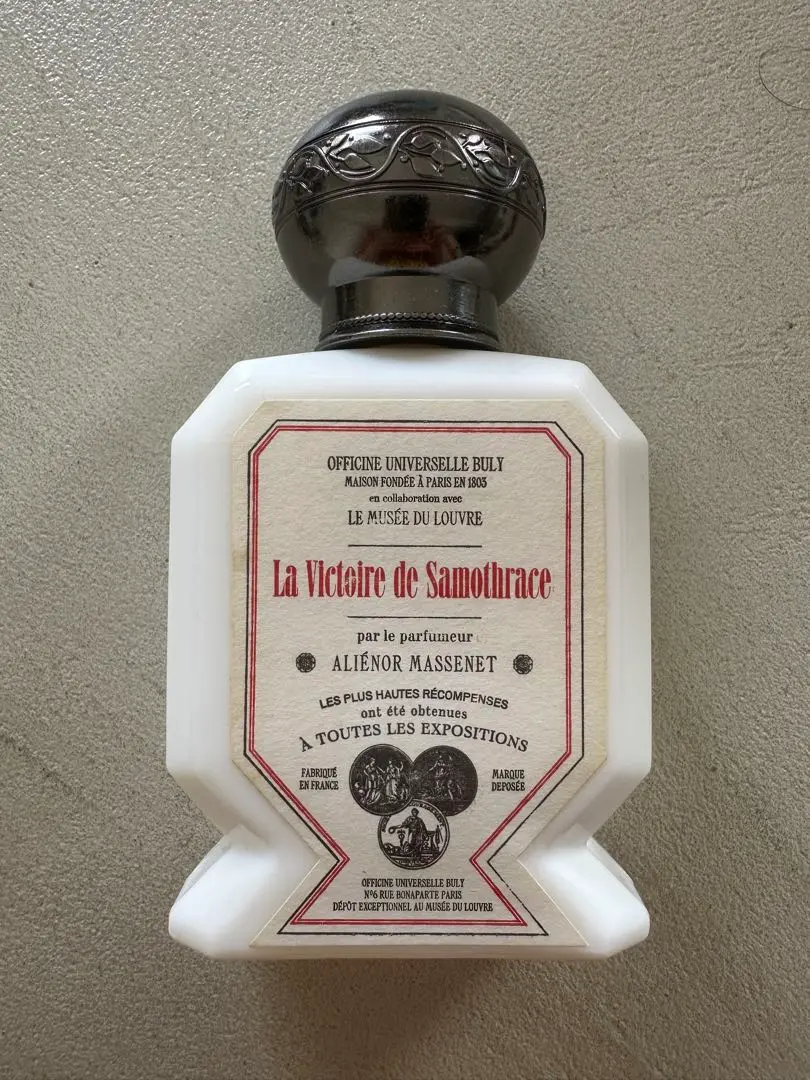 OFFICINE UNIVERSELLE BULY
MAISON FONDÉE À PARIS EN 1803
en collaboration avec
LE MUSÉE DU LOUVRE
La Victoire de Samothrace
par le parfumeur
ALIÉNOR MASSENET
LES PLUS HAUTES RÉCOMPENSES
ont été obtenues
À TOUTES LES EXPOSITIONS
FABRIQUÉ
EN FRANCE
MARQUE
DEPOSÉE
OFFICINE UNIVERSELLE BULY
Nº6 RUE BONAPARTE PARIS
DÉPÔT EXCEPTIONNEL AU MUSÉE DU LOUVRE